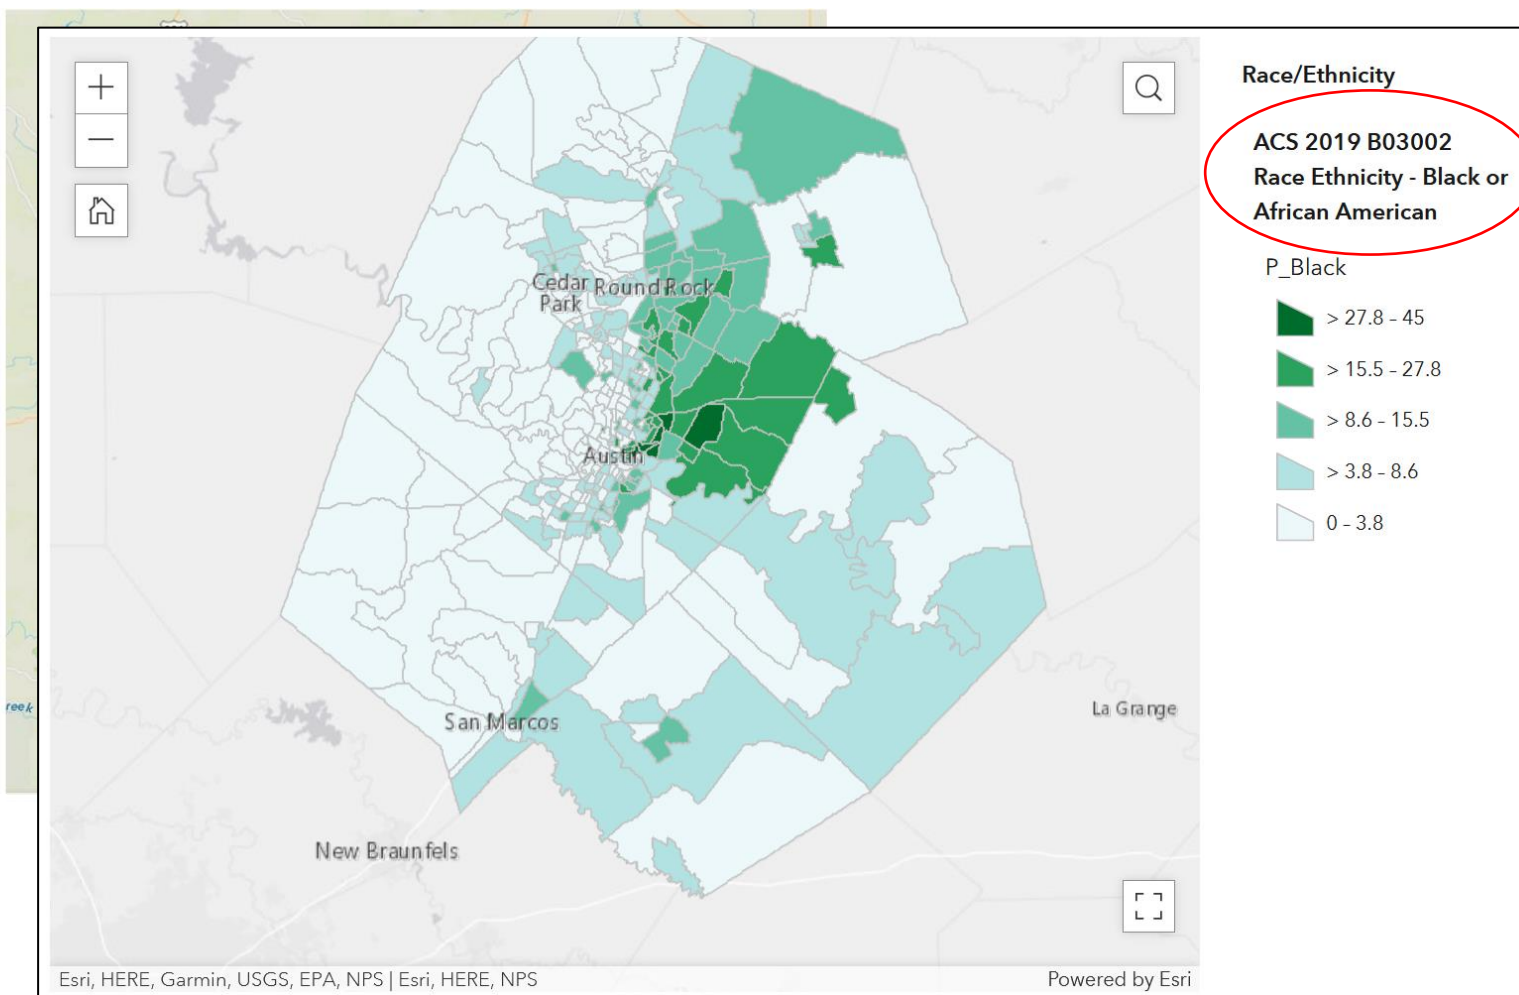 Race/Ethnicity
ACS 2019 B03002
Race Ethnicity - Black or
African American
P_Black
> 27.8 – 45
> 15.5 – 27.8
> 8.6 – 15.5
> 3.8 – 8.6
0 – 3.8
Cedar
Park
Round Rock
Austin
San Marcos
La Grange
New Braunfels
reek
Esri, HERE, Garmin, USGS, EPA, NPS | Esri, HERE, NPS
Powered by Esri